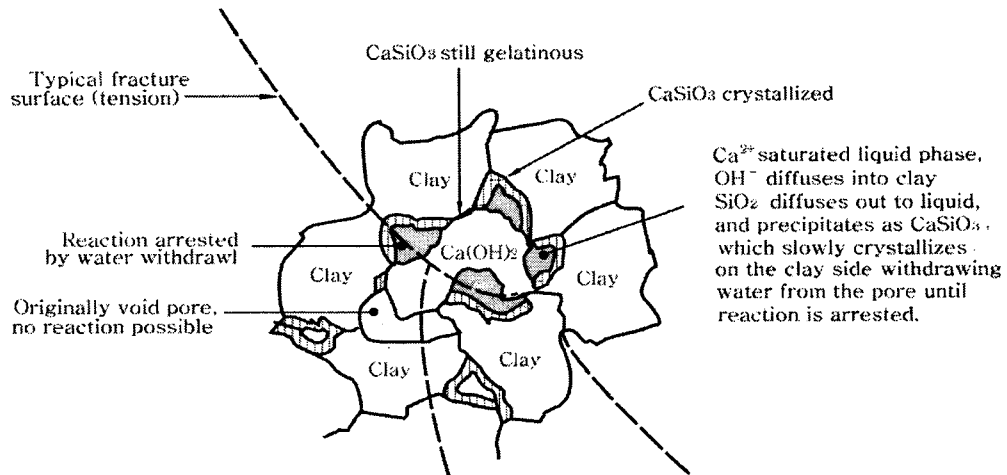 CaSiO3 still gelatinous
Typical fracture
surface (tension)
CaSiO3 crystallized
Ca2+ saturated liquid phase,
OH- diffuses into clay
SiO2 diffuses out to liquid,
and precipitates as CaSiO3,
which slowly crystallizes
on the clay side withdrawing
water from the pore until
reaction is arrested.
Clay
Clay
Reaction arrested
by water withdrawl
Ca(OH)2
Clay
Clay
Originally void pore,
no reaction possible
Clay
Clay